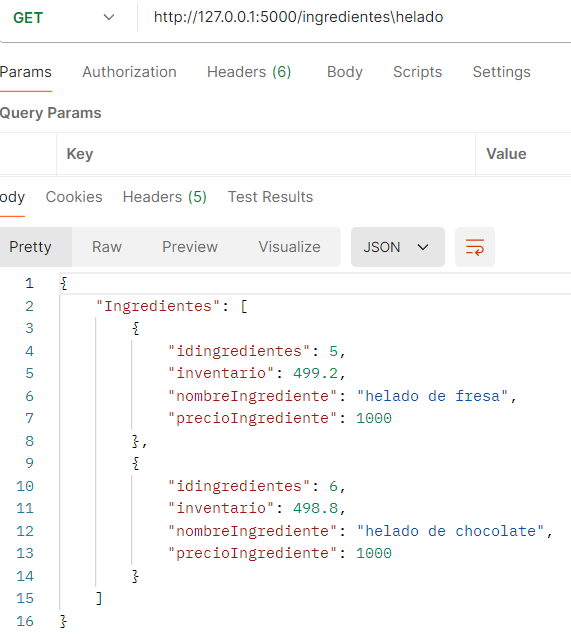 GET http://127.0.0.1:5000/ingredientes\helado
Params Authorization Headers (6) Body Scripts Settings
Query Params
Key Value
ody Cookies Headers (5) Test Results
Pretty Raw Preview Visualize JSON
1 {
2 "Ingredientes": [
3 {
4 "idingredientes": 5,
5 "inventario": 499.2,
6 "nombreIngrediente": "helado de fresa",
7 "precioIngrediente": 1000
8 },
9 {
10 "idingredientes": 6,
11 "inventario": 498.8,
12 "nombreIngrediente": "helado de chocolate",
13 "precioIngrediente": 1000
14 }
15 ]
16 }